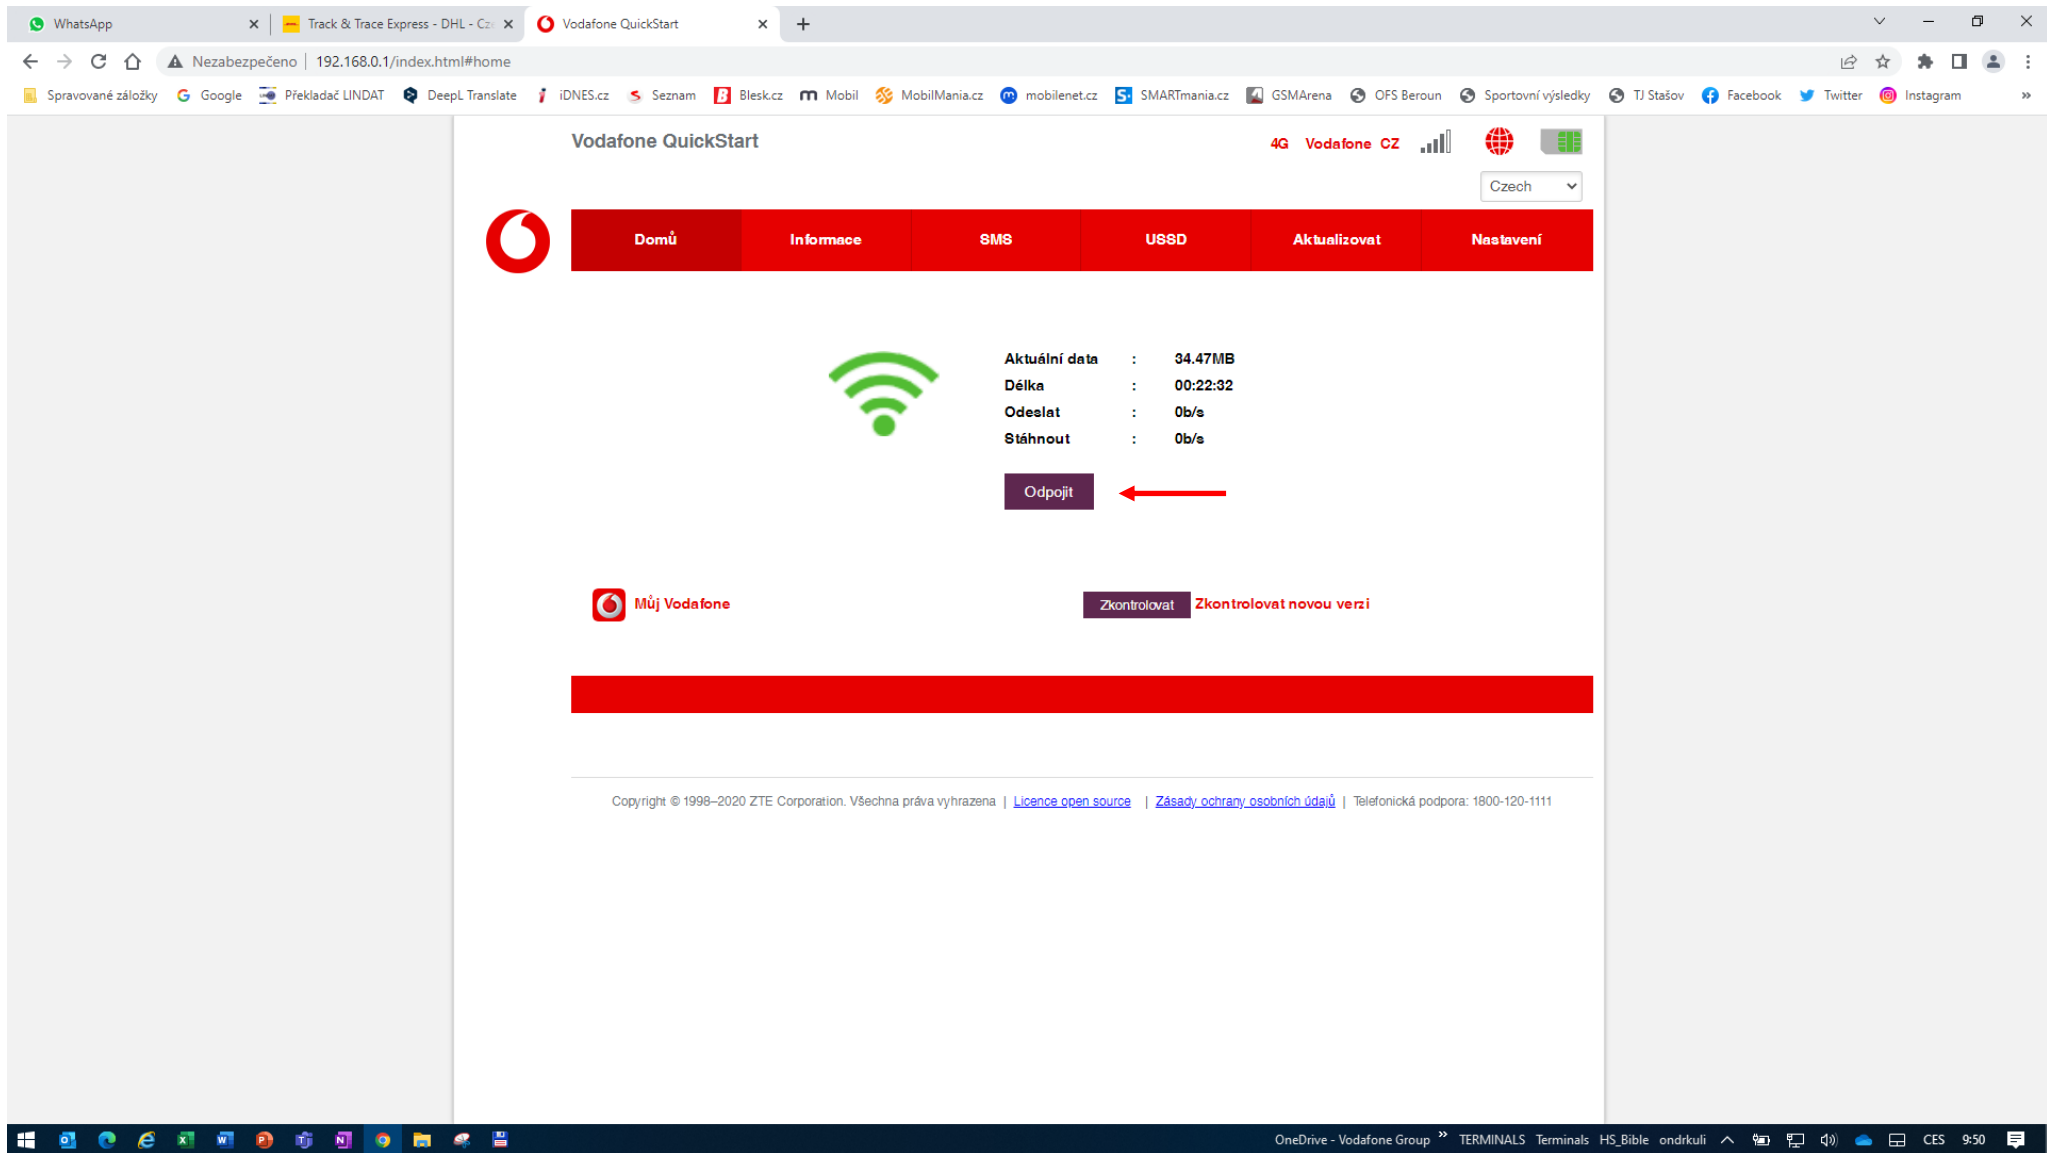 WhatsApp
Track & Trace Express - DHL - Cz
Vodafone QuickStart
Nezabezpečeno | 192.168.0.1/index.html#home
Spravované záložky Google Překladač LINDAT DeepL Translate iDNES.cz Seznam Blesk.cz Mobil MobilMania.cz mobilenet.cz SMARTmania.cz GSMArena OFS Beroun Sportovní výsledky TJ Stašov Facebook Twitter Instagram »
Vodafone QuickStart
4G Vodafone CZ
Czech
Domů Informace SMS USSD Aktualizovat Nastavení
Aktuální data : 34.47MB
Délka : 00:22:32
Odeslat : 0b/s
Stáhnout : 0b/s
Odpojit
Můj Vodafone
Zkontrolovat Zkontrolovat novou verzi
Copyright © 1998–2020 ZTE Corporation. Všechna práva vyhrazena | Licence open source | Zásady ochrany osobních údajů | Telefonická podpora: 1800-120-1111
OneDrive - Vodafone Group » TERMINALS Terminals HS_Bible ondrkuli CES 9:50